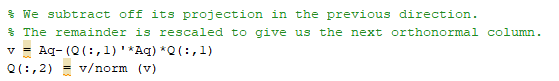 % We subtract off its projection in the previous direction.
% The remainder is rescaled to give us the next orthonormal column.
v = Aq-(Q(:,1)'*Aq)*Q(:,1)
Q(:,2) = v/norm (v)